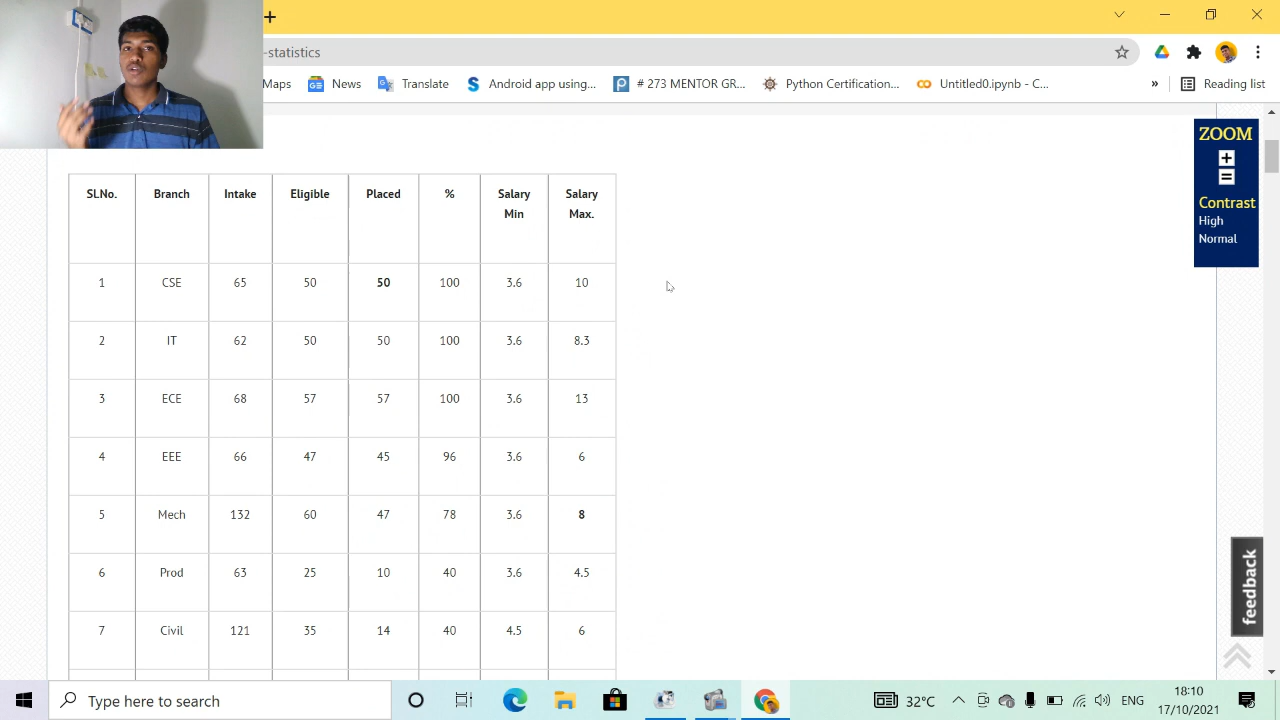 -statistics
Maps News Translate Android app using... # 273 MENTOR GR... Python Certification... Untitled0.ipynb - C... » Reading list
ZOOM
+
=
Contrast
High
Normal
Sl.No. Branch Intake Eligible Placed % Salary Min Salary Max.
1 CSE 65 50 50 100 3.6 10
2 IT 62 50 50 100 3.6 8.3
3 ECE 68 57 57 100 3.6 13
4 EEE 66 47 45 96 3.6 6
5 Mech 132 60 47 78 3.6 8
6 Prod 63 25 10 40 3.6 4.5
7 Civil 121 35 14 40 4.5 6
feedback
Type here to search 32°C ENG 18:10
17/10/2021